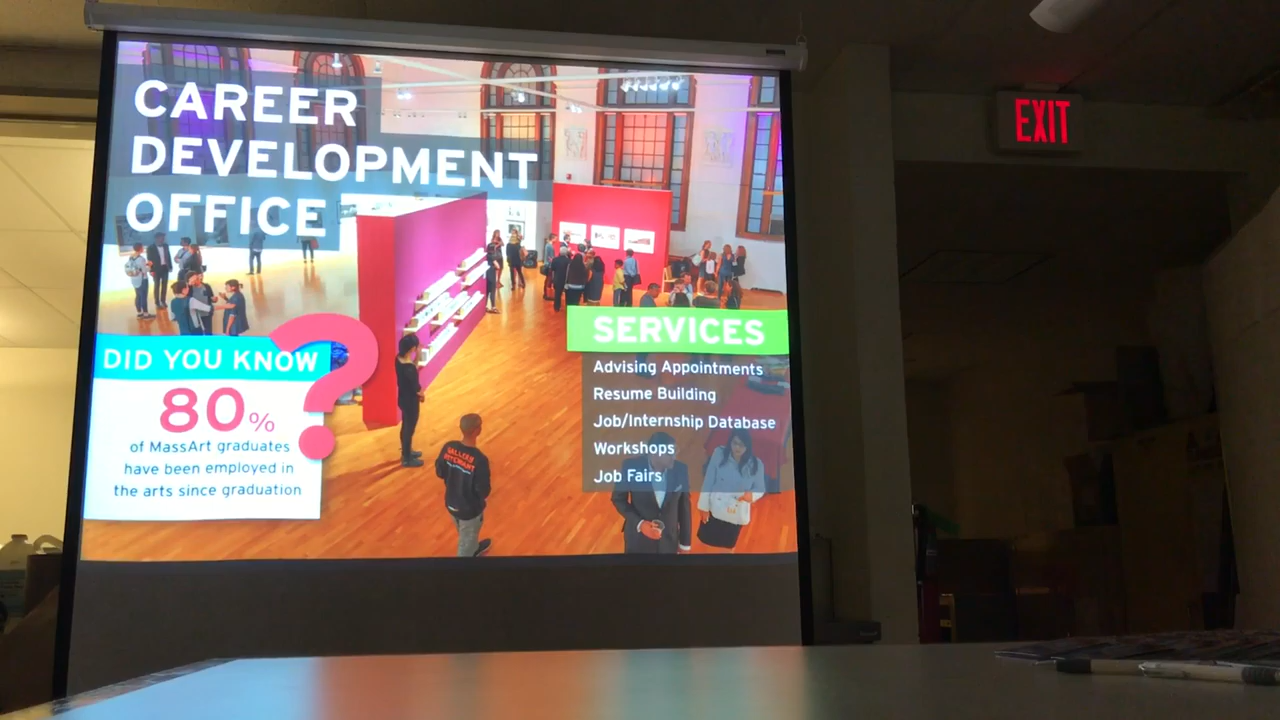 CAREER
DEVELOPMENT
OFFICE
EXIT
SERVICES
Advising Appointments
Resume Building
Job/Internship Database
Workshops
Job Fairs
DID YOU KNOW
?
80%
of MassArt graduates
have been employed in
the arts since graduation